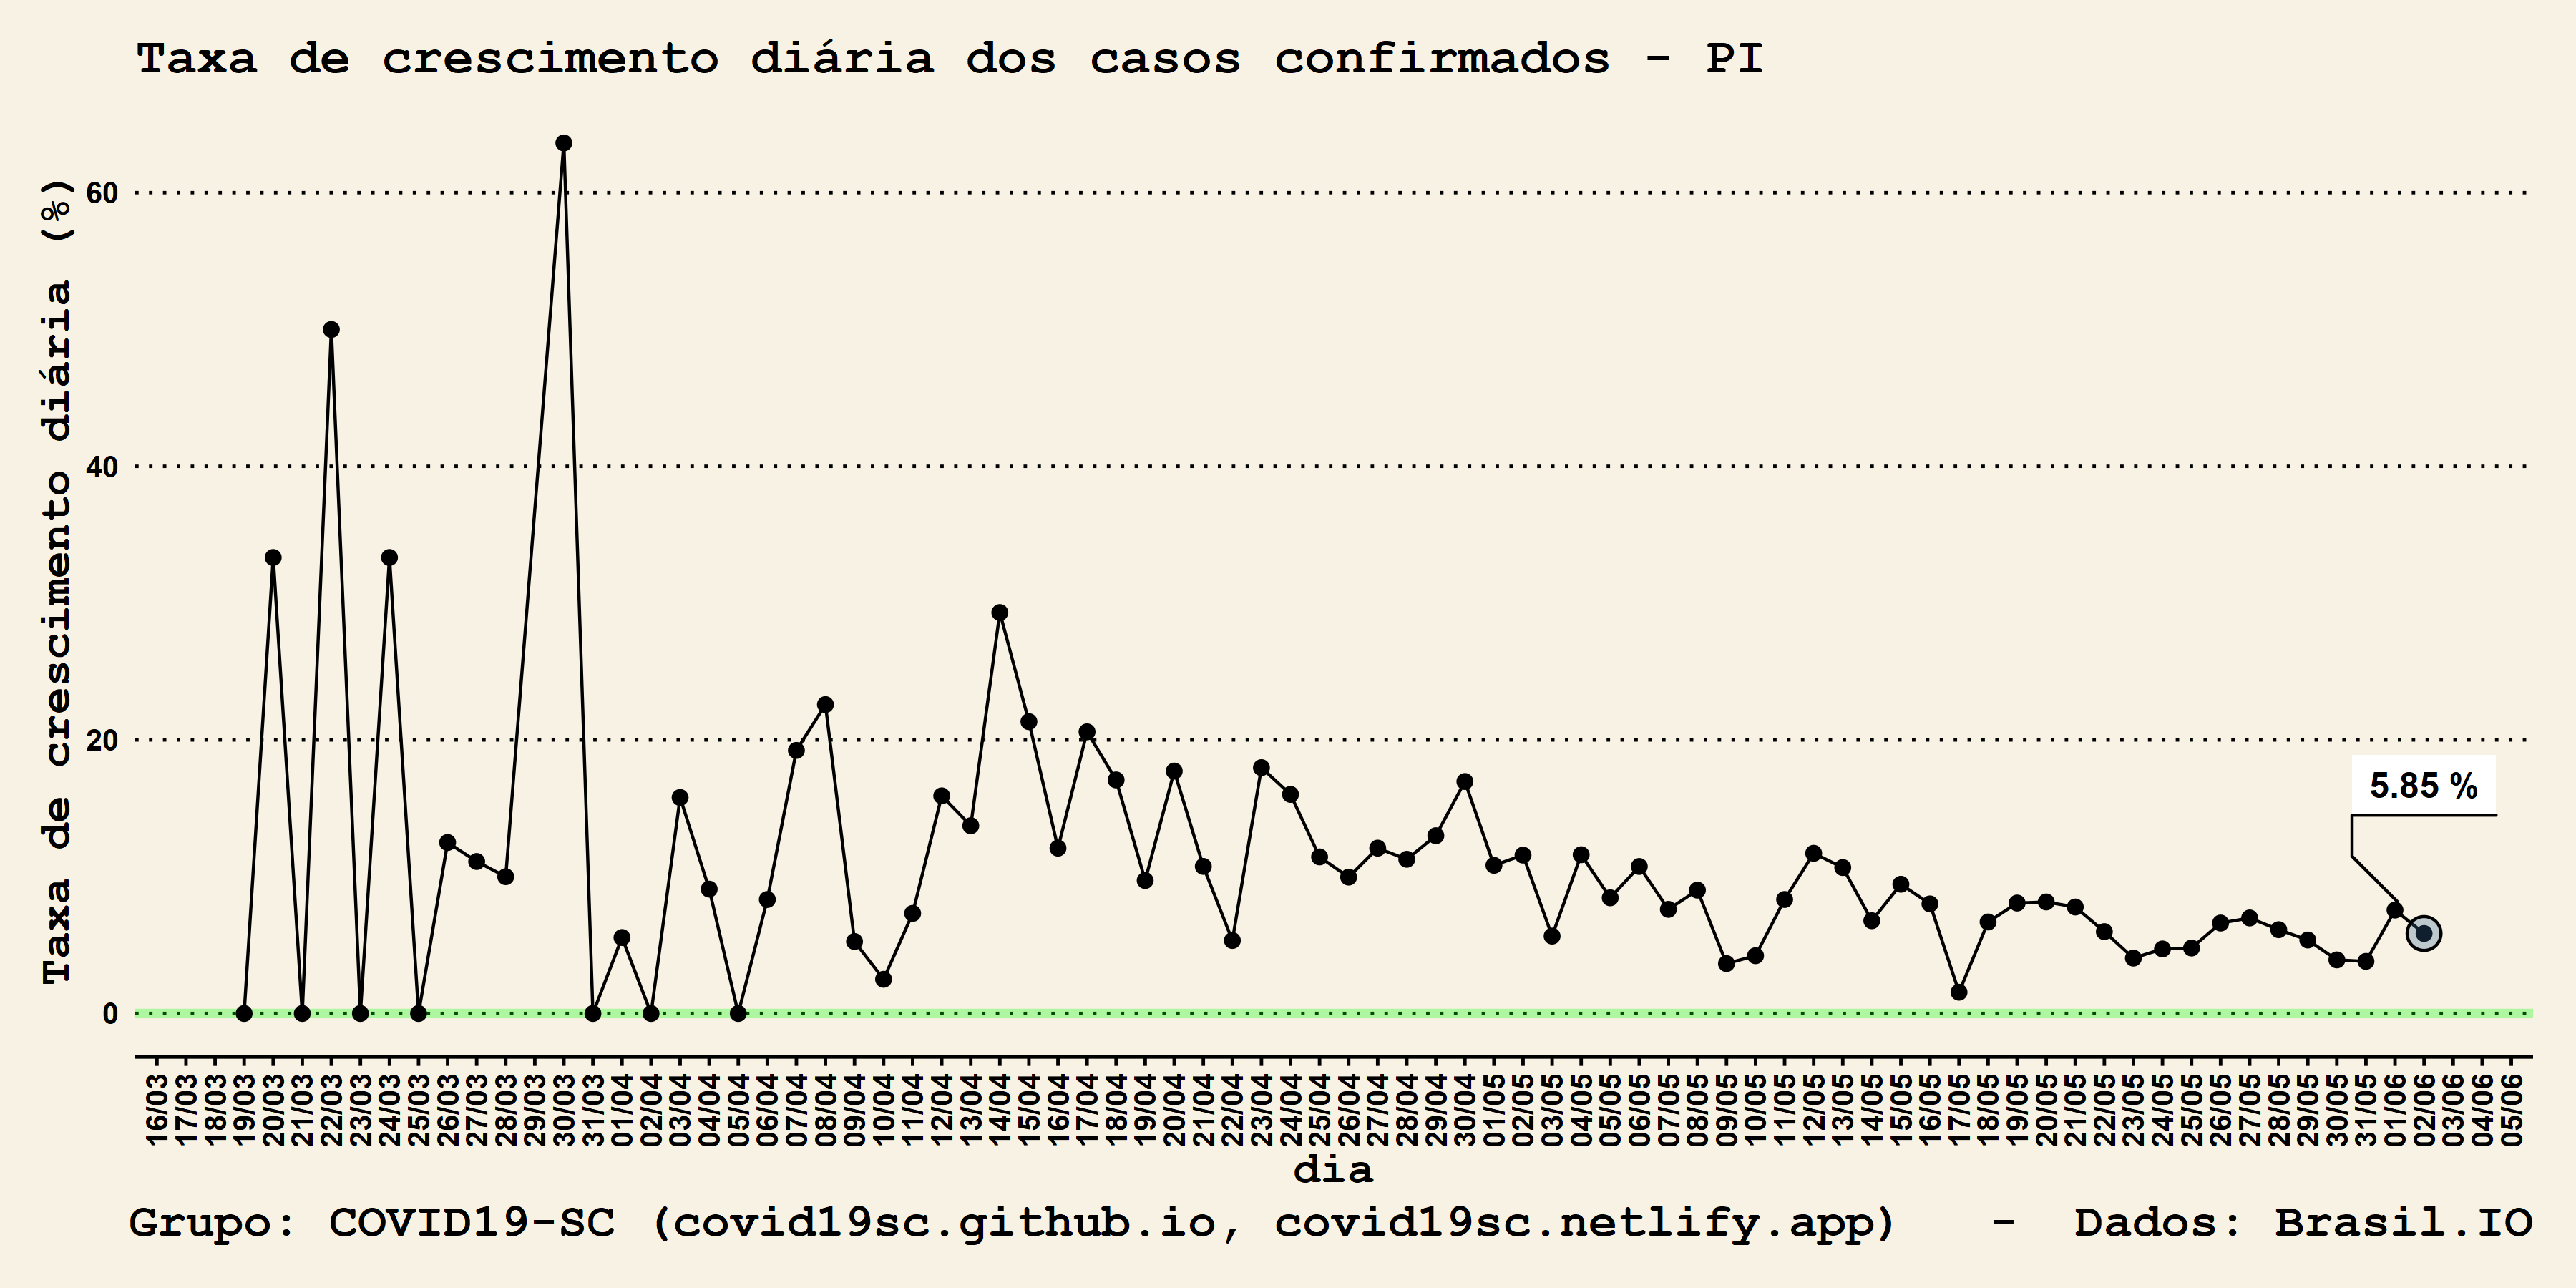 Taxa de crescimento diária dos casos confirmados - PI
Taxa de crescimento diária (%)
60
40
20
0
5.85 %
16/03 17/03 18/03 19/03 20/03 21/03 22/03 23/03 24/03 25/03 26/03 27/03 28/03 29/03 30/03 31/03 01/04 02/04 03/04 04/04 05/04 06/04 07/04 08/04 09/04 10/04 11/04 12/04 13/04 14/04 15/04 16/04 17/04 18/04 19/04 20/04 21/04 22/04 23/04 24/04 25/04 26/04 27/04 28/04 29/04 30/04 01/05 02/05 03/05 04/05 05/05 06/05 07/05 08/05 09/05 10/05 11/05 12/05 13/05 14/05 15/05 16/05 17/05 18/05 19/05 20/05 21/05 22/05 23/05 24/05 25/05 26/05 27/05 28/05 29/05 30/05 31/05 01/06 02/06 03/06 04/06 05/06
dia
Grupo: COVID19-SC (covid19sc.github.io, covid19sc.netlify.app) - Dados: Brasil.IO